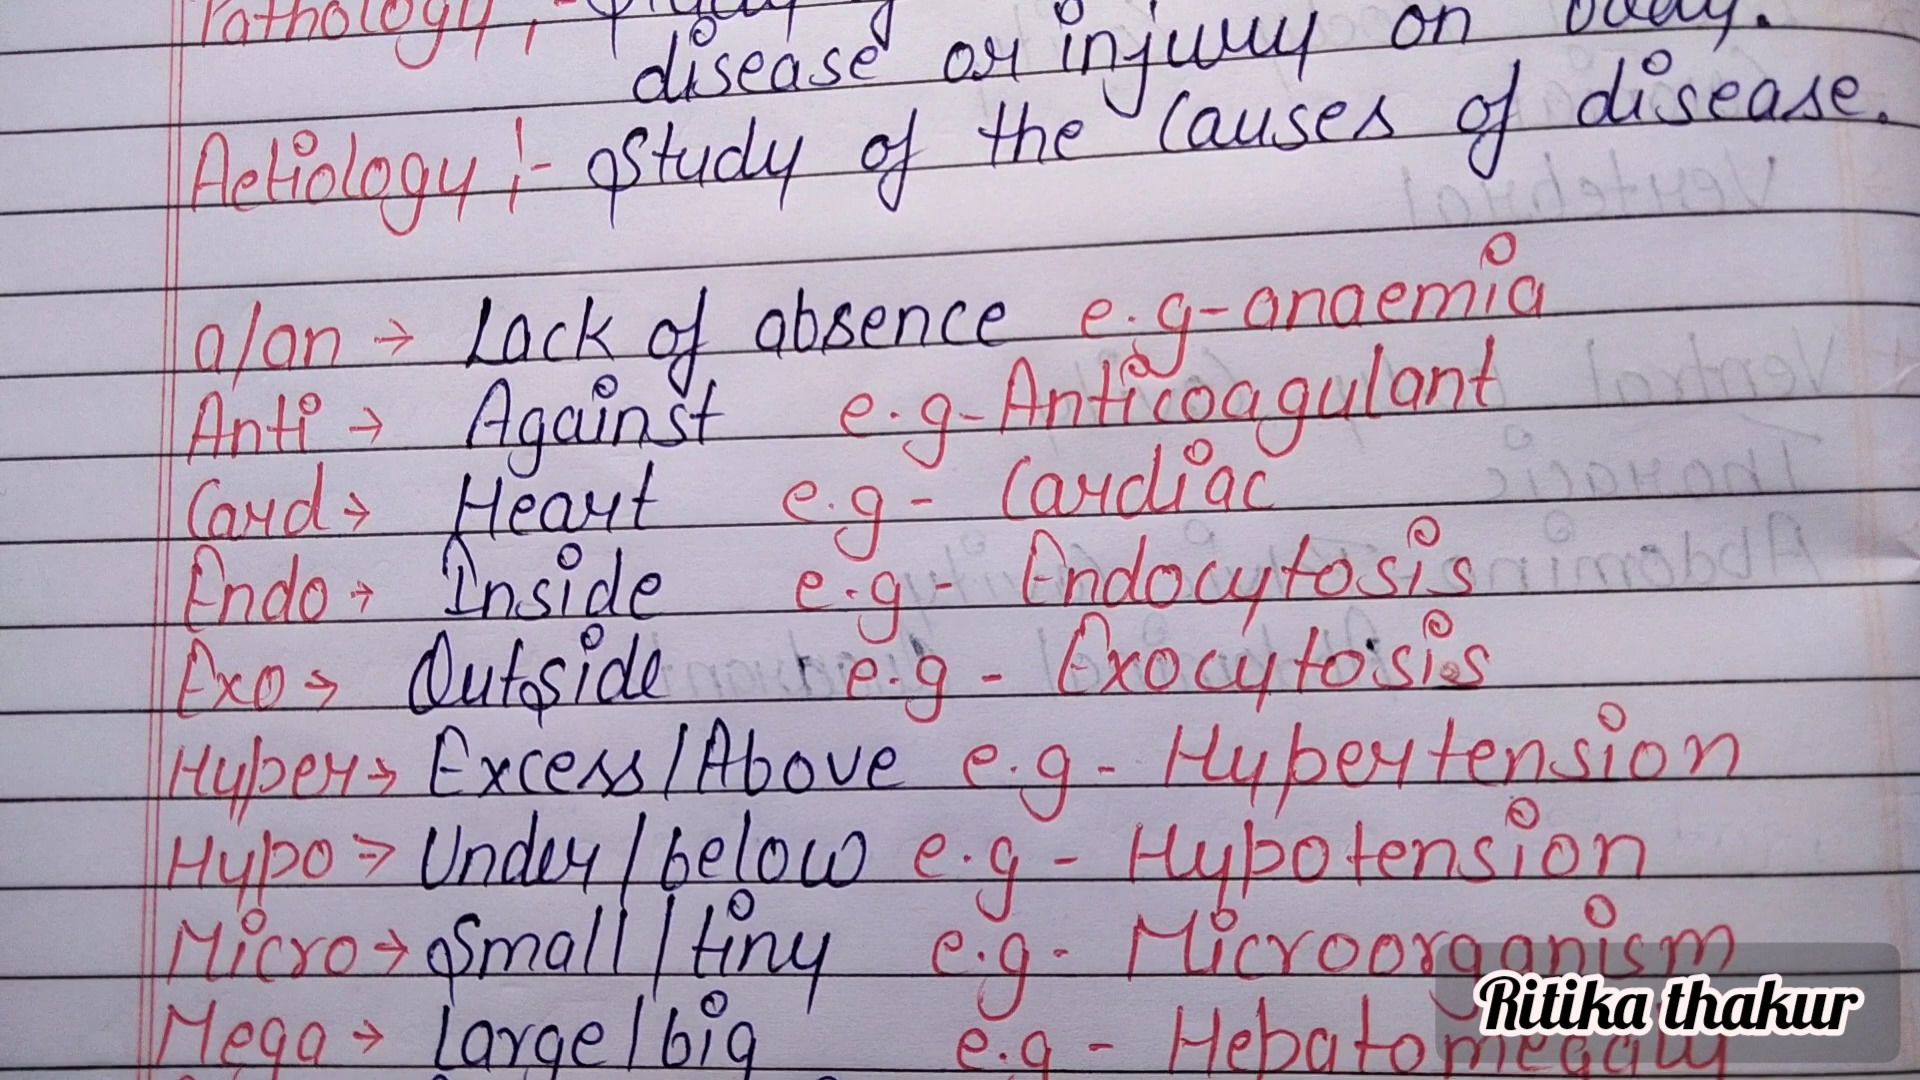 Pathology :- Study
disease or injury on body.
Aetiology :- Study of the causes of disease.
a/an → Lack of absence e.g-anaemia
Anti → Against e.g-Anticoagulant
Card → Heart e.g - Cardiac
Endo → Inside e.g - Endocytosis
Exo → Outside e.g - Exocytosis
Hyper → Excess/Above e.g - Hypertension
Hypo → Under/below e.g - Hypotension
Micro → Small/tiny e.g - Microorganism
Mega → Large/big e.g - Hepatomegaly
Ritika thakur